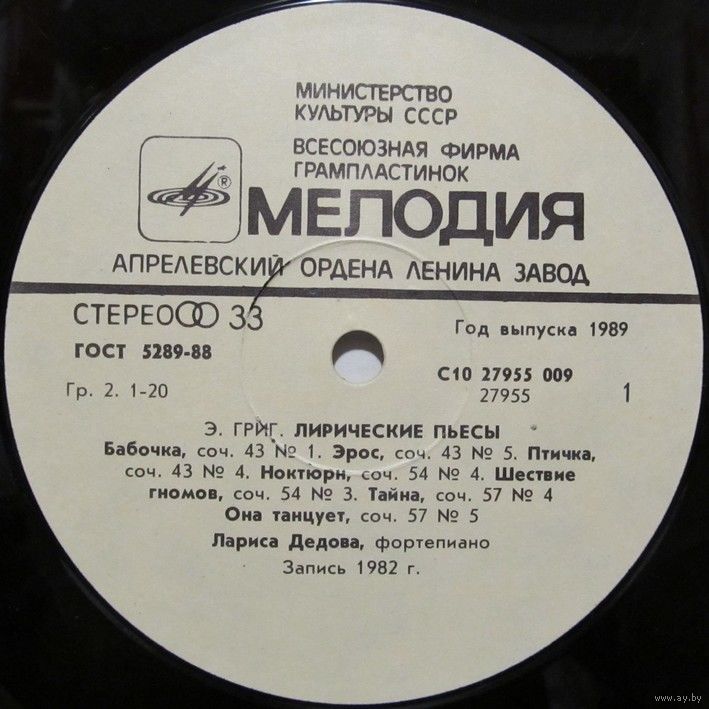 МИНИСТЕРСТВО
КУЛЬТУРЫ СССР
ВСЕСОЮЗНАЯ ФИРМА
ГРАМПЛАСТИНОК
®
МЕЛОДИЯ
АПРЕЛЕВСКИЙ ОРДЕНА ЛЕНИНА ЗАВОД
СТЕРЕО 33
Год выпуска 1989
ГОСТ 5289-88
С10 27955 009
Гр. 2. 1-20
27955
1
Э. ГРИГ. ЛИРИЧЕСКИЕ ПЬЕСЫ
Бабочка, соч. 43 № 1. Эрос, соч. 43 № 5. Птичка,
соч. 43 № 4. Ноктюрн, соч. 54 № 4. Шествие
гномов, соч. 54 № 3. Тайна, соч. 57 № 4
Она танцует, соч. 57 № 5
Лариса Дедова, фортепиано
Запись 1982 г.
www.ay.by